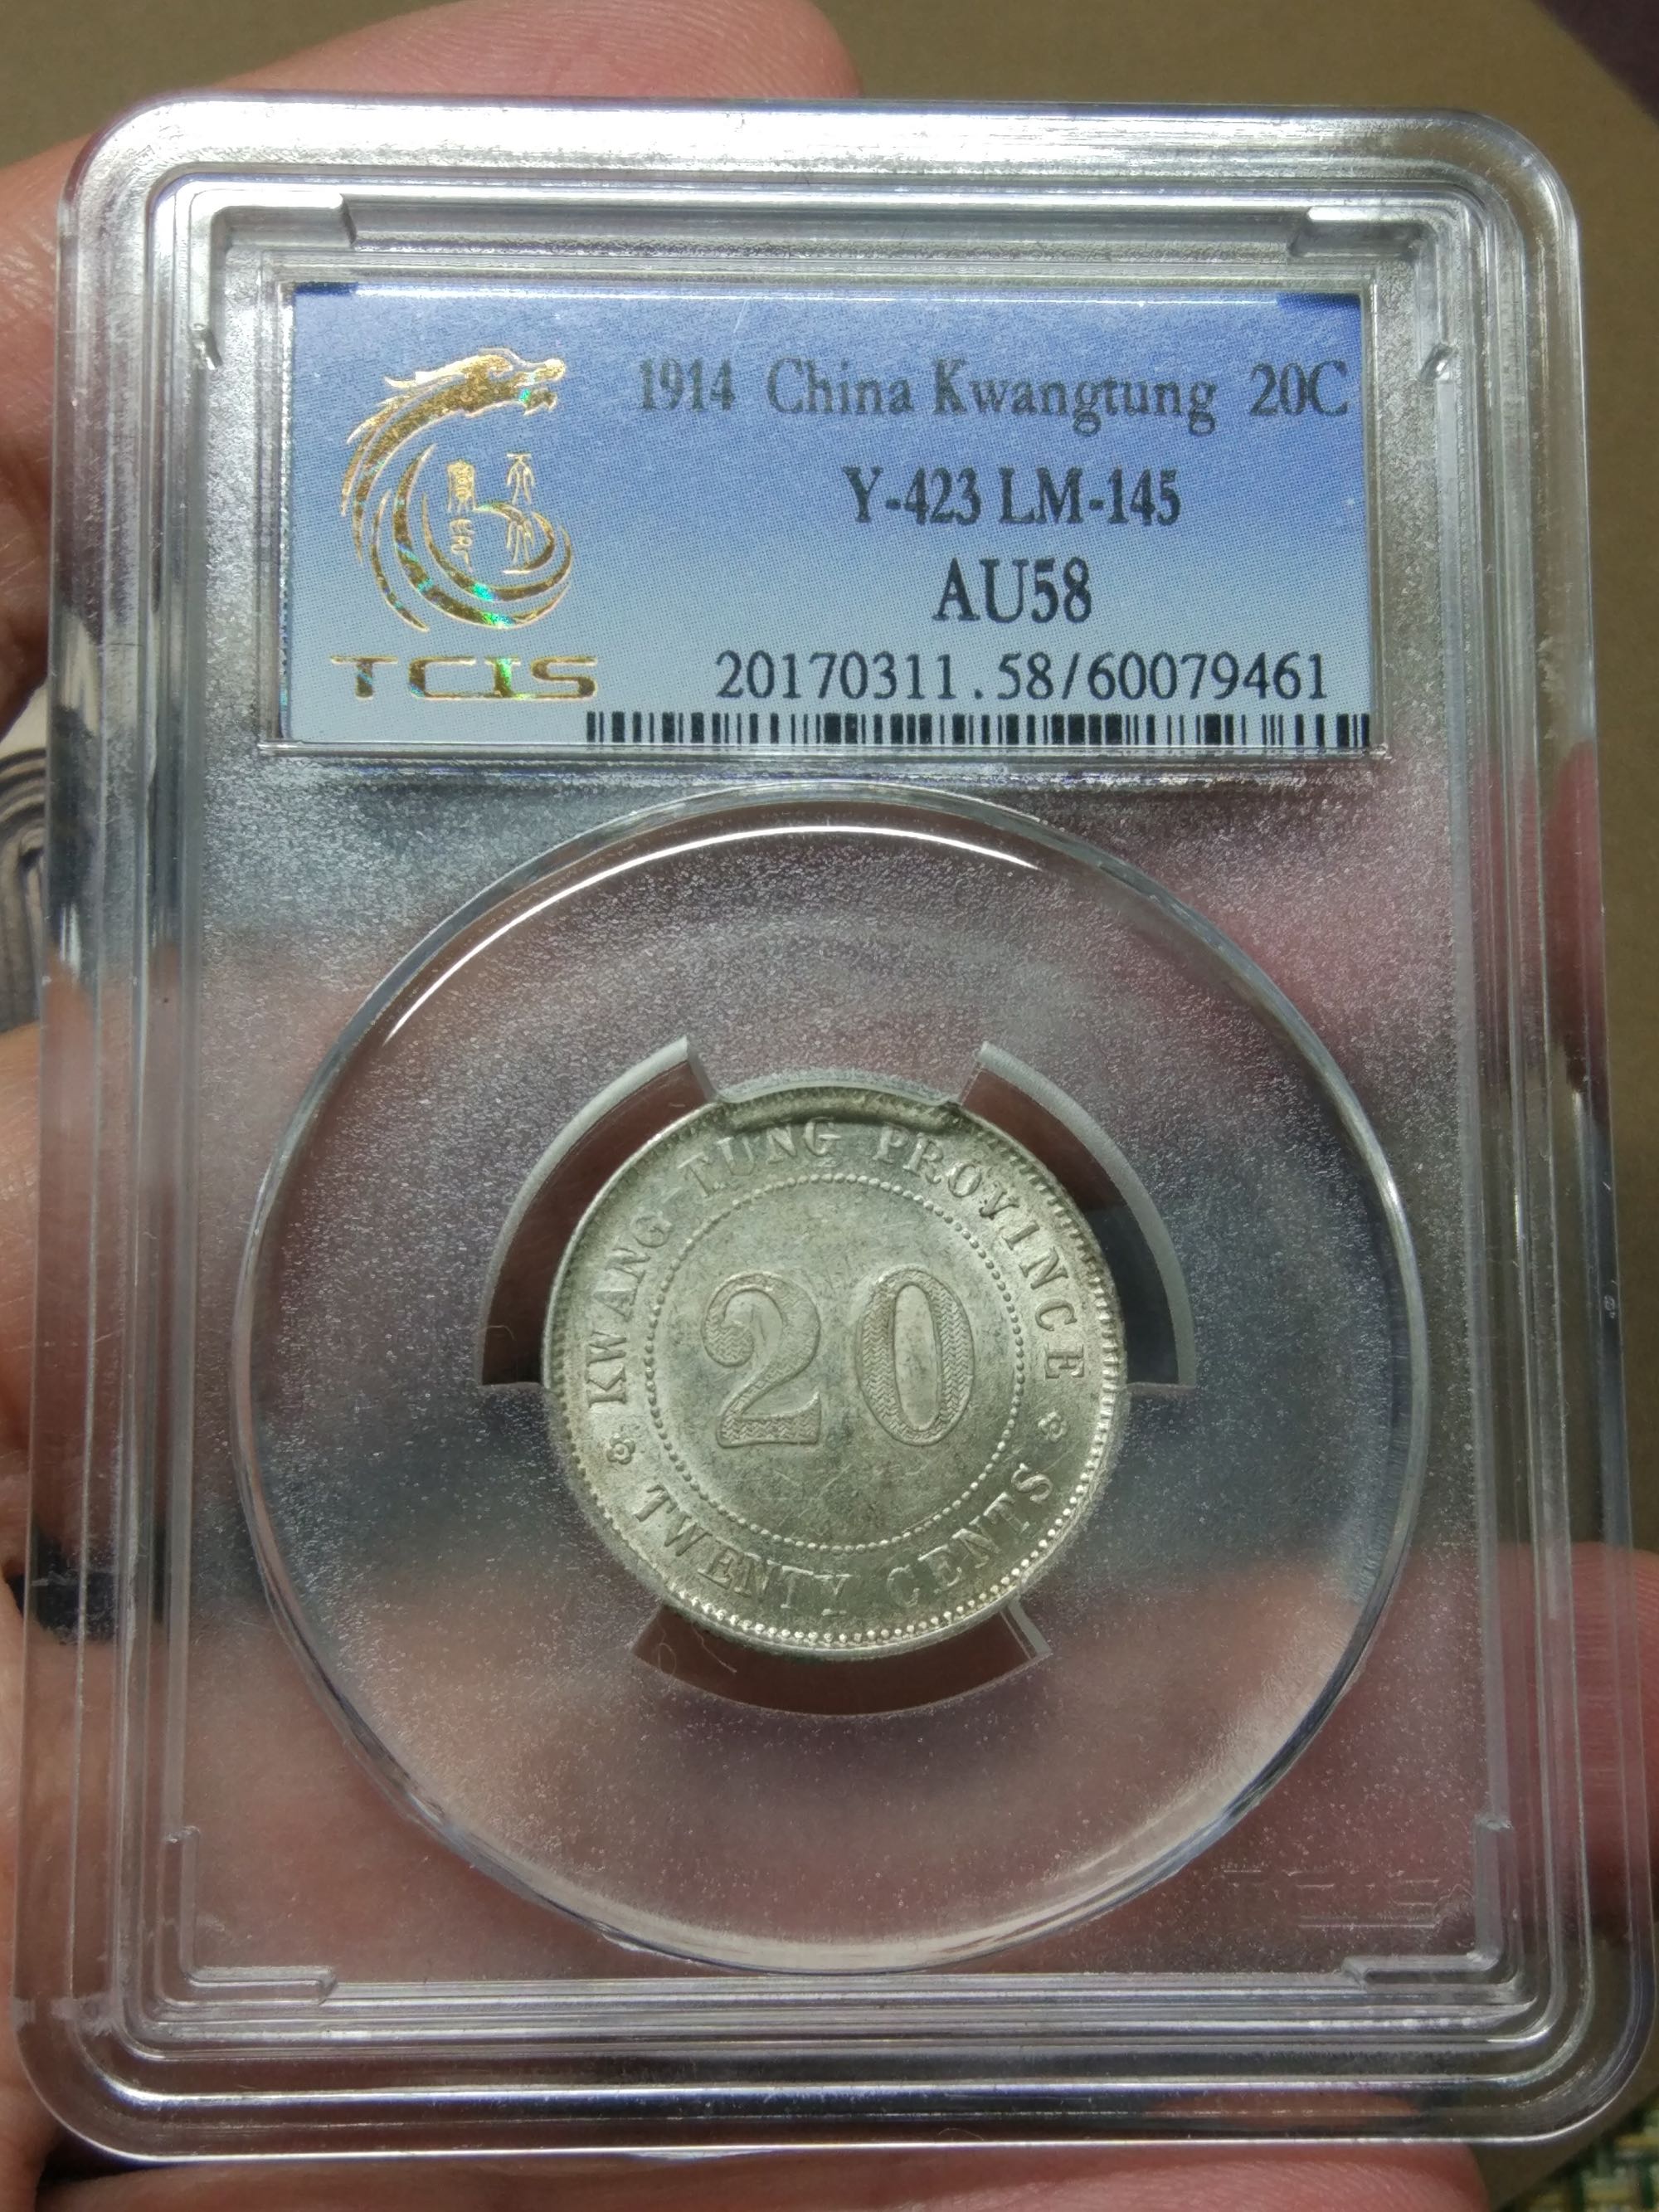 1914 China Kwangtung 20C
Y-423 LM-145
AU58
TCIS
20170311.58/60079461
KWANG-TUNG PROVINCE
20
TWENTY CENTS